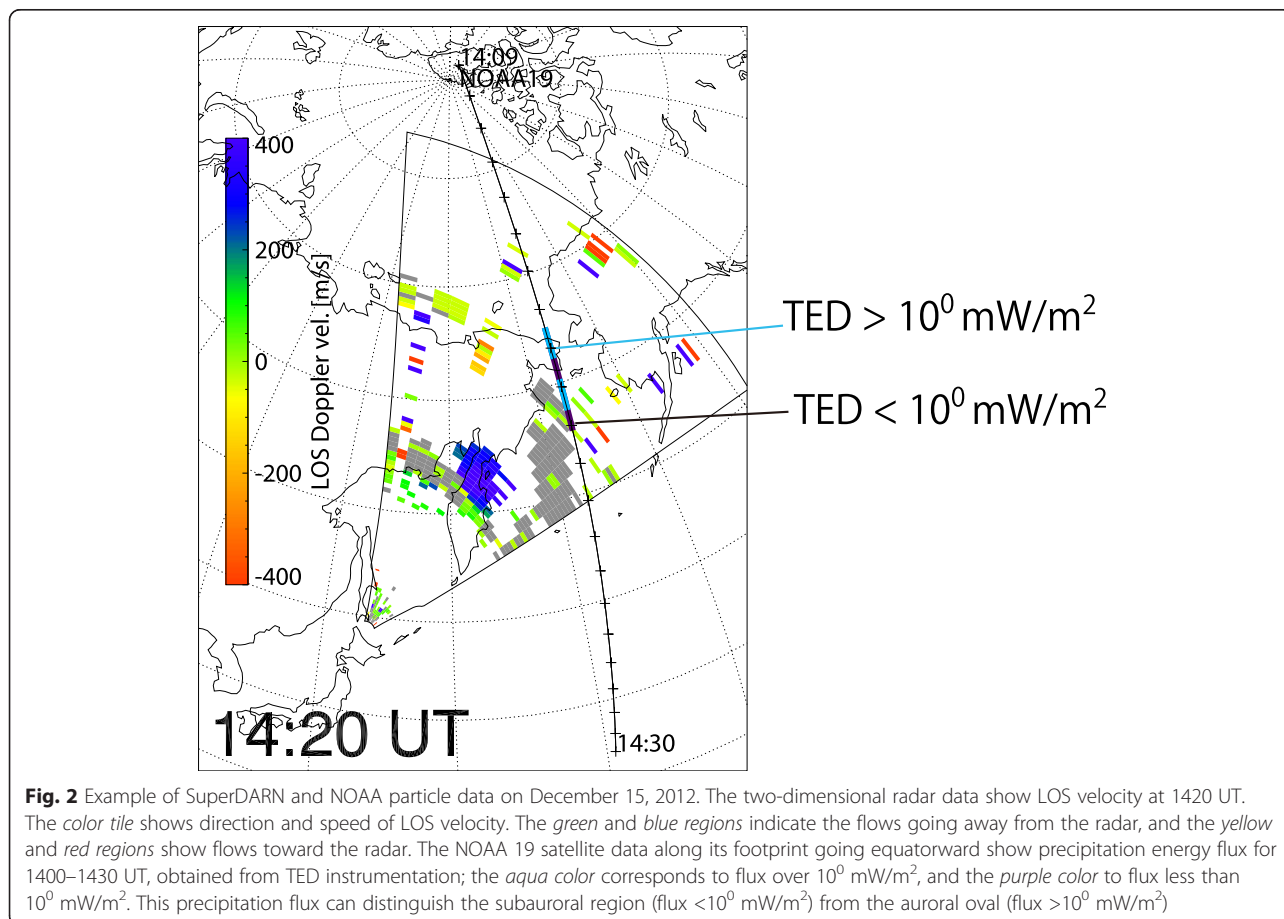 14:09
NOAA19
400
200
0
-200
-400
LOS Doppler vel. [m/s]
TED > 10⁰ mW/m²
TED < 10⁰ mW/m²
14:20 UT
14:30
Fig. 2 Example of SuperDARN and NOAA particle data on December 15, 2012. The two-dimensional radar data show LOS velocity at 1420 UT.
The color tile shows direction and speed of LOS velocity. The green and blue regions indicate the flows going away from the radar, and the yellow
and red regions show flows toward the radar. The NOAA 19 satellite data along its footprint going equatorward show precipitation energy flux for
1400–1430 UT, obtained from TED instrumentation; the aqua color corresponds to flux over 10⁰ mW/m², and the purple color to flux less than
10⁰ mW/m². This precipitation flux can distinguish the subauroral region (flux <10⁰ mW/m²) from the auroral oval (flux >10⁰ mW/m²)